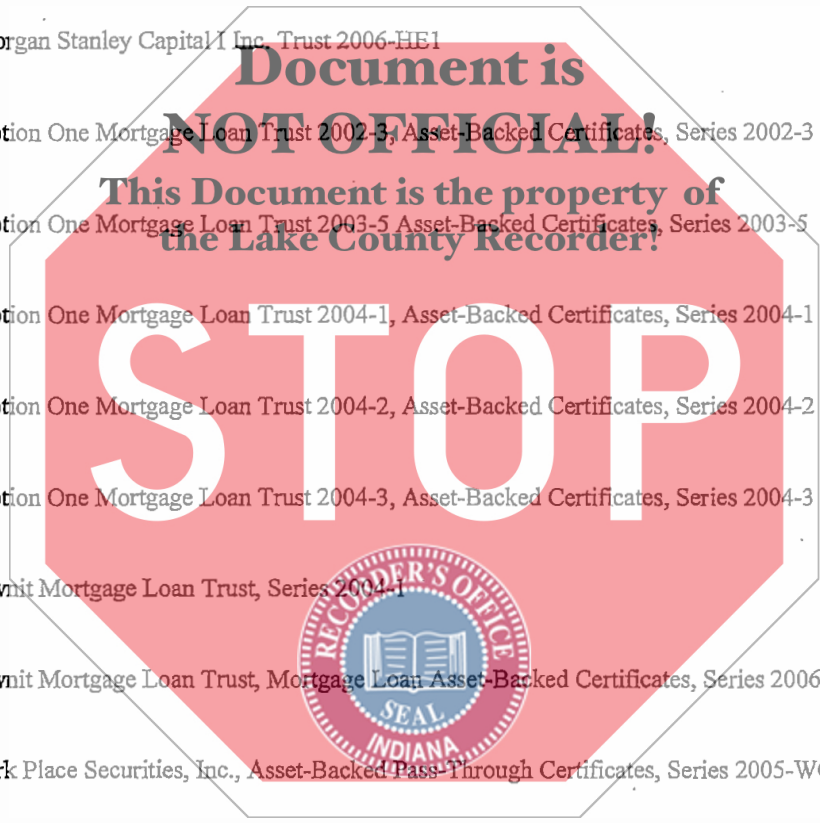 organ Stanley Capital I Inc. Trust 2006-HE1
Document is
tion One Mortgage Loan Trust 2002-3, Asset-Backed Certificates, Series 2002-3
NOT OFFICIAL!
This Document is the property of
tion One Mortgage Loan Trust 2003-5 Asset-Backed Certificates, Series 2003-5
the Lake County Recorder!
tion One Mortgage Loan Trust 2004-1, Asset-Backed Certificates, Series 2004-1
STOP
tion One Mortgage Loan Trust 2004-2, Asset-Backed Certificates, Series 2004-2
tion One Mortgage Loan Trust 2004-3, Asset-Backed Certificates, Series 2004-3
wnit Mortgage Loan Trust, Series 2004-1
RECORDER'S OFFICE
wnit Mortgage Loan Trust, Mortgage Loan Asset-Backed Certificates, Series 2006
SEAL
INDIANA
rk Place Securities, Inc., Asset-Backed Pass-Through Certificates, Series 2005-W